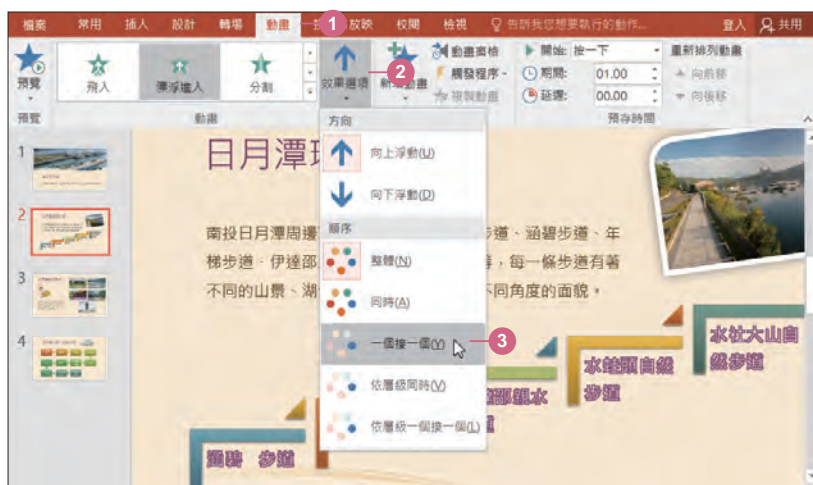 檔案 常用 插人 設計 轉場 動畫 1 放映 校閱 檢視 告訴我您想要執行的動作... 登人 共用
預覽 飛人 漂浮進入 分割 效果選項 2 新增動畫 動畫窗格 觸發程序 複製動畫 開始: 按一下 期間: 01.00 延遲: 00.00 重新排列動畫 向前移 向後移
預覽 動畫 預存時間
方向
向上浮動(U)
向下浮動(D)
順序
整體(N)
同時(A)
一個接一個(Y) 3
依層級同時(V)
依層級一個接一個(L)
1
2
3
4
日月潭
南投日月潭周邊 步道、涵碧步道、年
梯步道、伊達邵 ,每一條步道有著
不同的山景、湖 不同角度的面貌。
水社大山自
然步道
水蛙頭自然
步道
邵親水
涵碧 步道